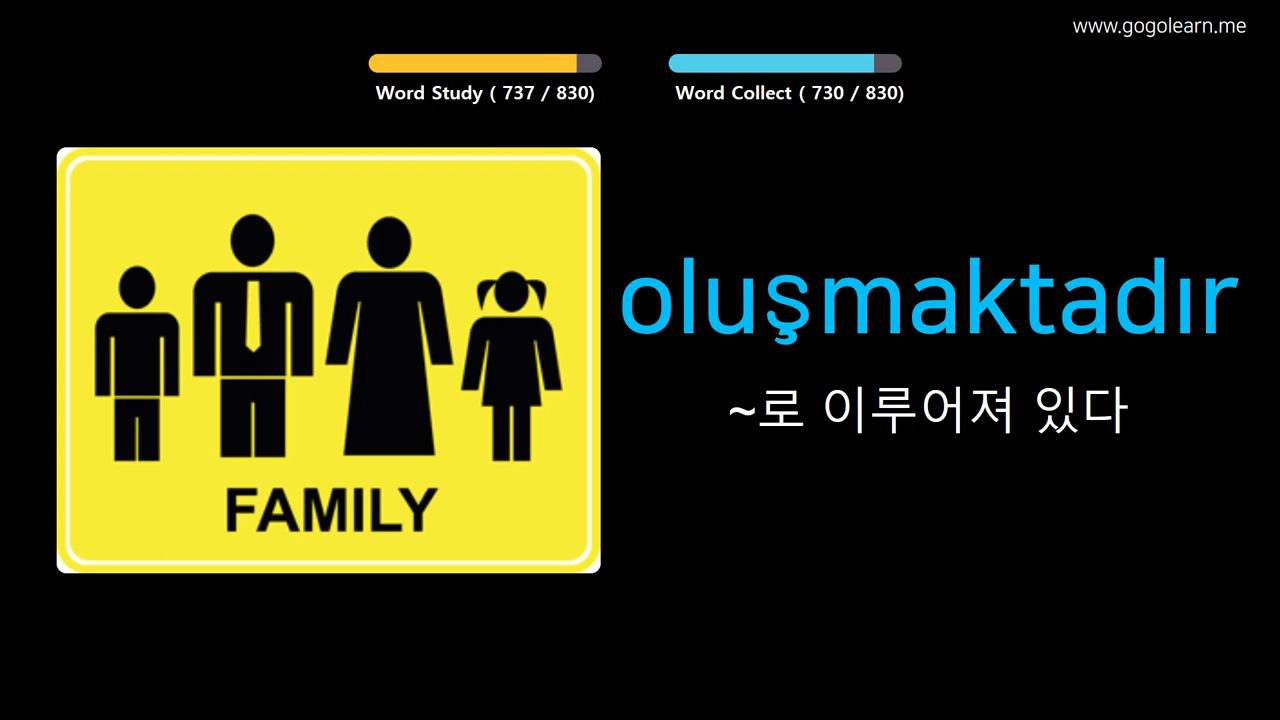 www.gogolearn.me
Word Study ( 737 / 830)
Word Collect ( 730 / 830)
FAMILY
oluşmaktadır
~로 이루어져 있다